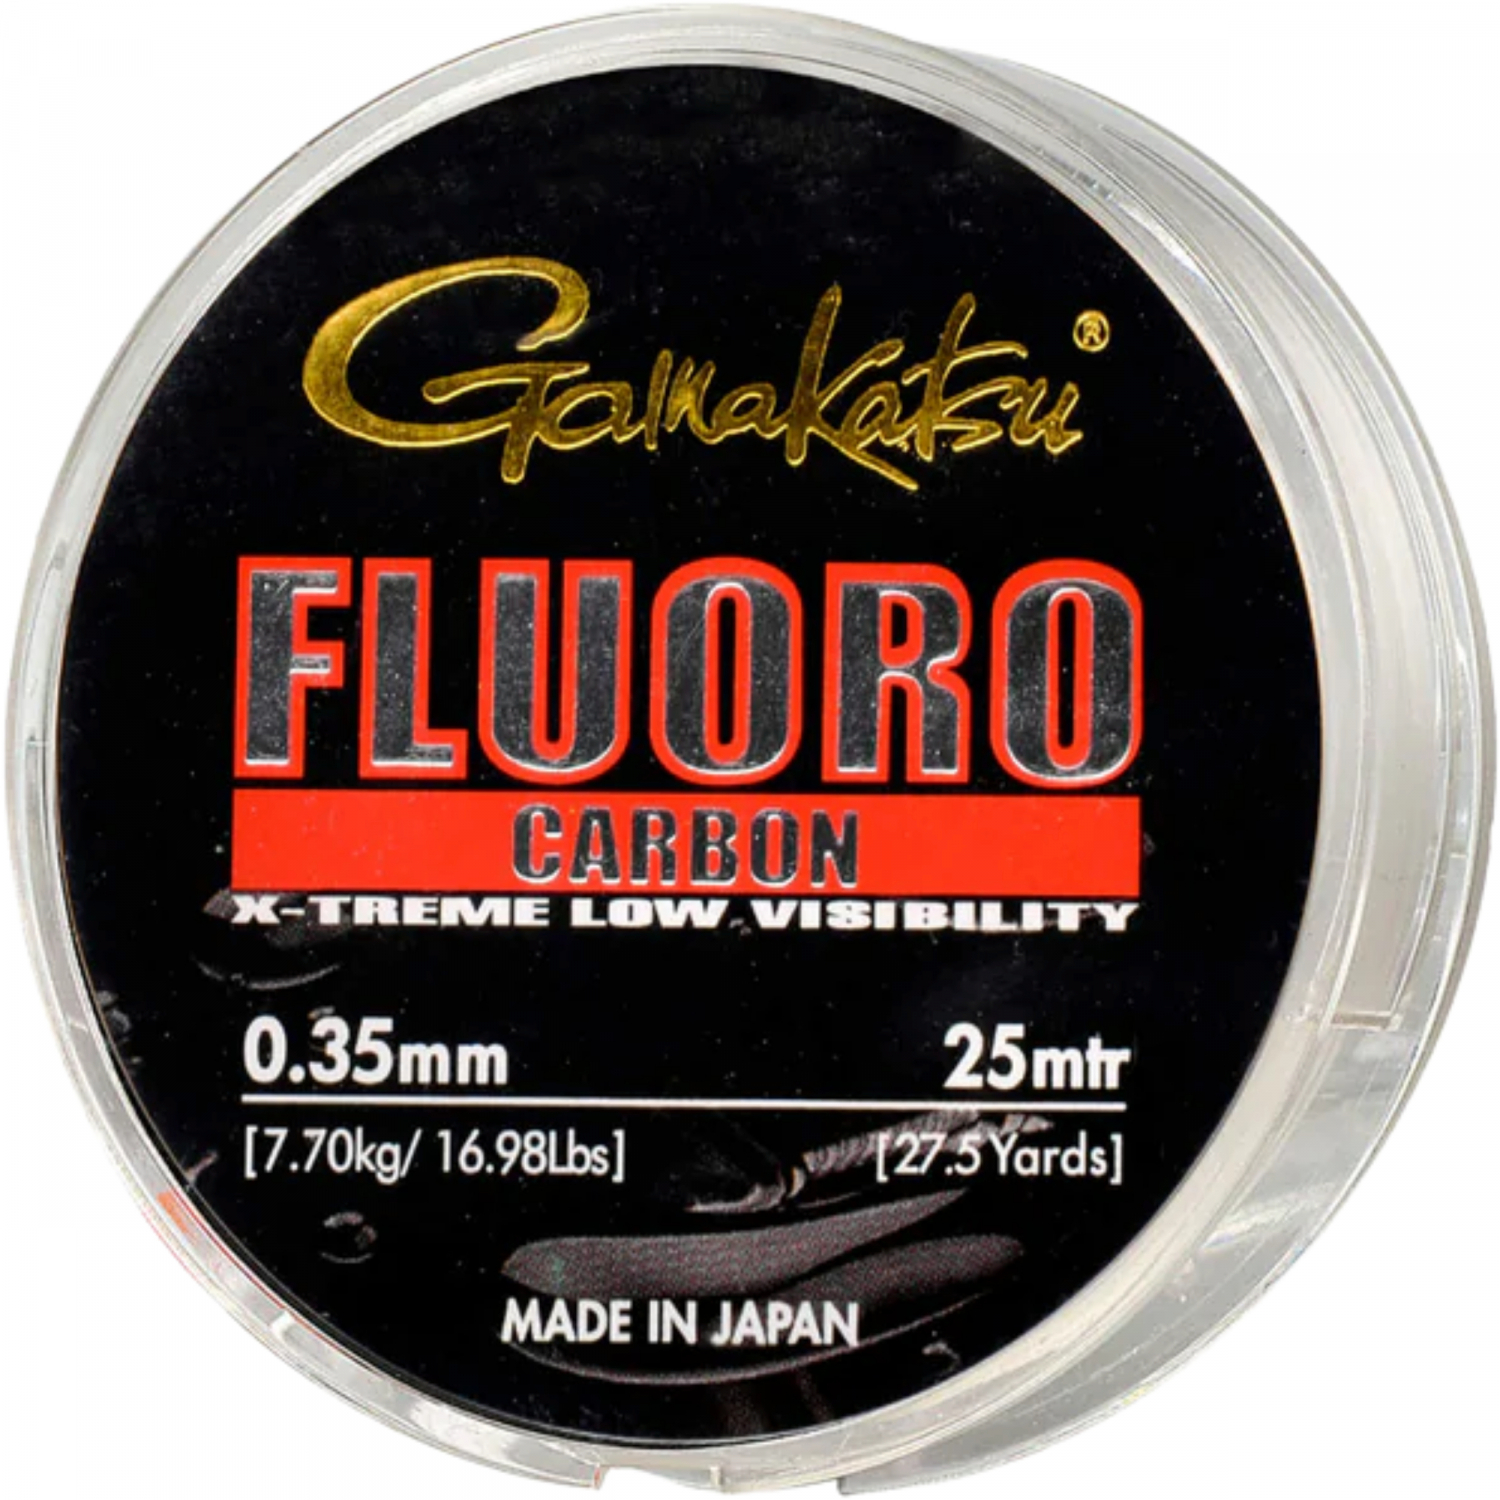 Gamakatsu®
FLUORO
CARBON
X-TREME LOW VISIBILITY
0.35mm 25mtr
[7.70kg/ 16.98Lbs] [27.5 Yards]
MADE IN JAPAN